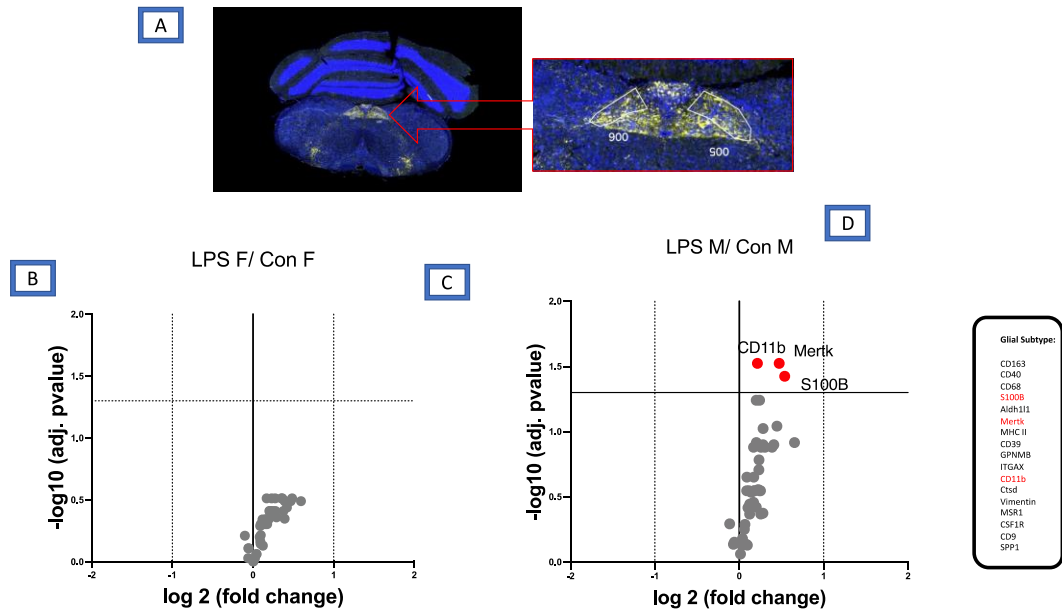 A
900
500
D
LPS F/ Con F
LPS M/ Con M
B
C
-log10 (adj. pvalue)
2.0
1.5
1.0
0.5
0.0
-2
-1
0
1
2
log 2 (fold change)
-log10 (adj. pvalue)
2.0
1.5
1.0
0.5
0.0
CD11b
Mertk
S100B
-2
-1
0
1
2
log 2 (fold change)
Glial Subtype:
CD163
CD40
CD68
S100B
Aldh1l1
Mertk
MHC II
CD39
GPNMB
ITGAX
CD11b
Ctsd
Vimentin
MSR1
CSF1R
CD9
SPP1